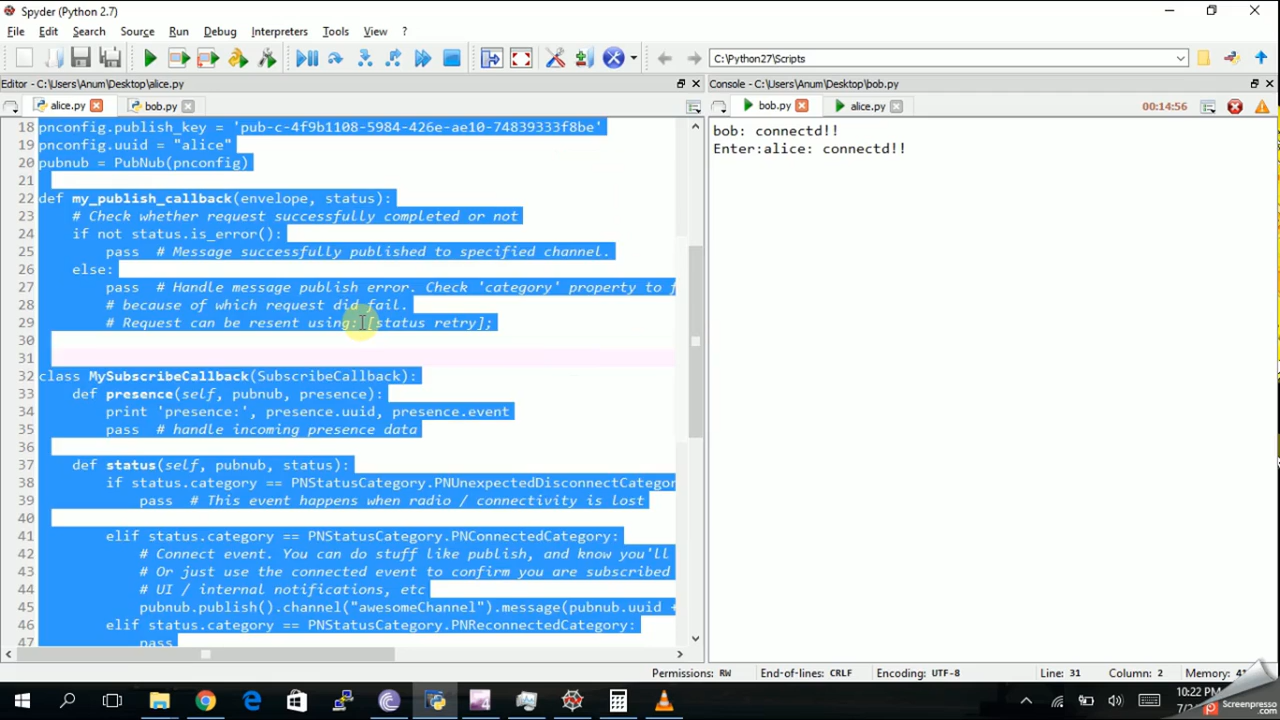 Spyder (Python 2.7)
File Edit Search Source Run Debug Interpreters Tools View ?
C:\Python27\Scripts
Editor - C:\Users\Anum\Desktop\alice.py
Console - C:\Users\Anum\Desktop\bob.py
alice.py bob.py
bob.py alice.py 00:14:56
18 pnconfig.publish_key = 'pub-c-4f9b1108-5984-426e-ae10-74839333f8be'
19 pnconfig.uuid = "alice"
20 pubnub = PubNub(pnconfig)
21
22 def my_publish_callback(envelope, status):
23 # Check whether request successfully completed or not
24 if not status.is_error():
25 pass # Message successfully published to specified channel.
26 else:
27 pass # Handle message publish error. Check 'category' property to f
28 # because of which request did fail.
29 # Request can be resent using: [status retry];
30
31
32 class MySubscribeCallback(SubscribeCallback):
33 def presence(self, pubnub, presence):
34 print 'presence:', presence.uuid, presence.event
35 pass # handle incoming presence data
36
37 def status(self, pubnub, status):
38 if status.category == PNStatusCategory.PNUnexpectedDisconnectCategor
39 pass # This event happens when radio / connectivity is lost
40
41 elif status.category == PNStatusCategory.PNConnectedCategory:
42 # Connect event. You can do stuff like publish, and know you'll
43 # Or just use the connected event to confirm you are subscribed
44 # UI / internal notifications, etc
45 pubnub.publish().channel("awesomeChannel").message(pubnub.uuid +
46 elif status.category == PNStatusCategory.PNReconnectedCategory:
47 pass
bob: connectd!!
Enter:alice: connectd!!
Permissions: RW End-of-lines: CRLF Encoding: UTF-8 Line: 31 Column: 2 Memory: 41
10:22 PM
Screenpresso.com